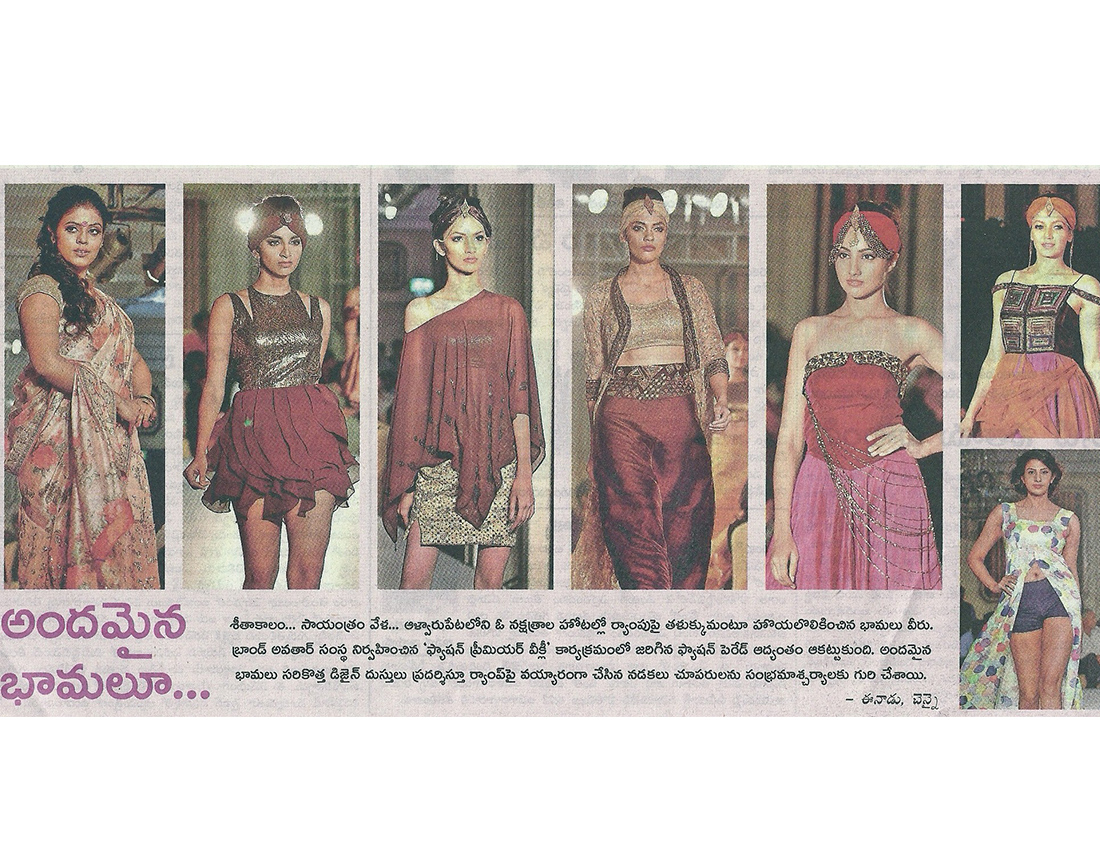 అందమైన
భామలూ...
శీతాకాలం... సాయంత్రం వేళ... ఆళ్వారుపేటలోని ఓ నక్షత్రాల హోటల్లో ర్యాంపుపై తళుక్కుమంటూ హొయలొలికించిన భామలు వీరు.
బ్రాండ్ అవతార్ సంస్థ నిర్వహించిన 'ఫ్యాషన్ ప్రీమియర్ వీక్లీ' కార్యక్రమంలో జరిగిన ఫ్యాషన్ పెరేడ్ ఆద్యంతం ఆకట్టుకుంది. అందమైన
భామలు సరికొత్త డిజైన్ దుస్తులు ప్రదర్శిస్తూ ర్యాంప్‌పై వయ్యారంగా చేసిన నడకలు చూపరులను సంభ్రమాశ్చర్యాలకు గురి చేశాయి.
– ఈనాడు, చెన్నై